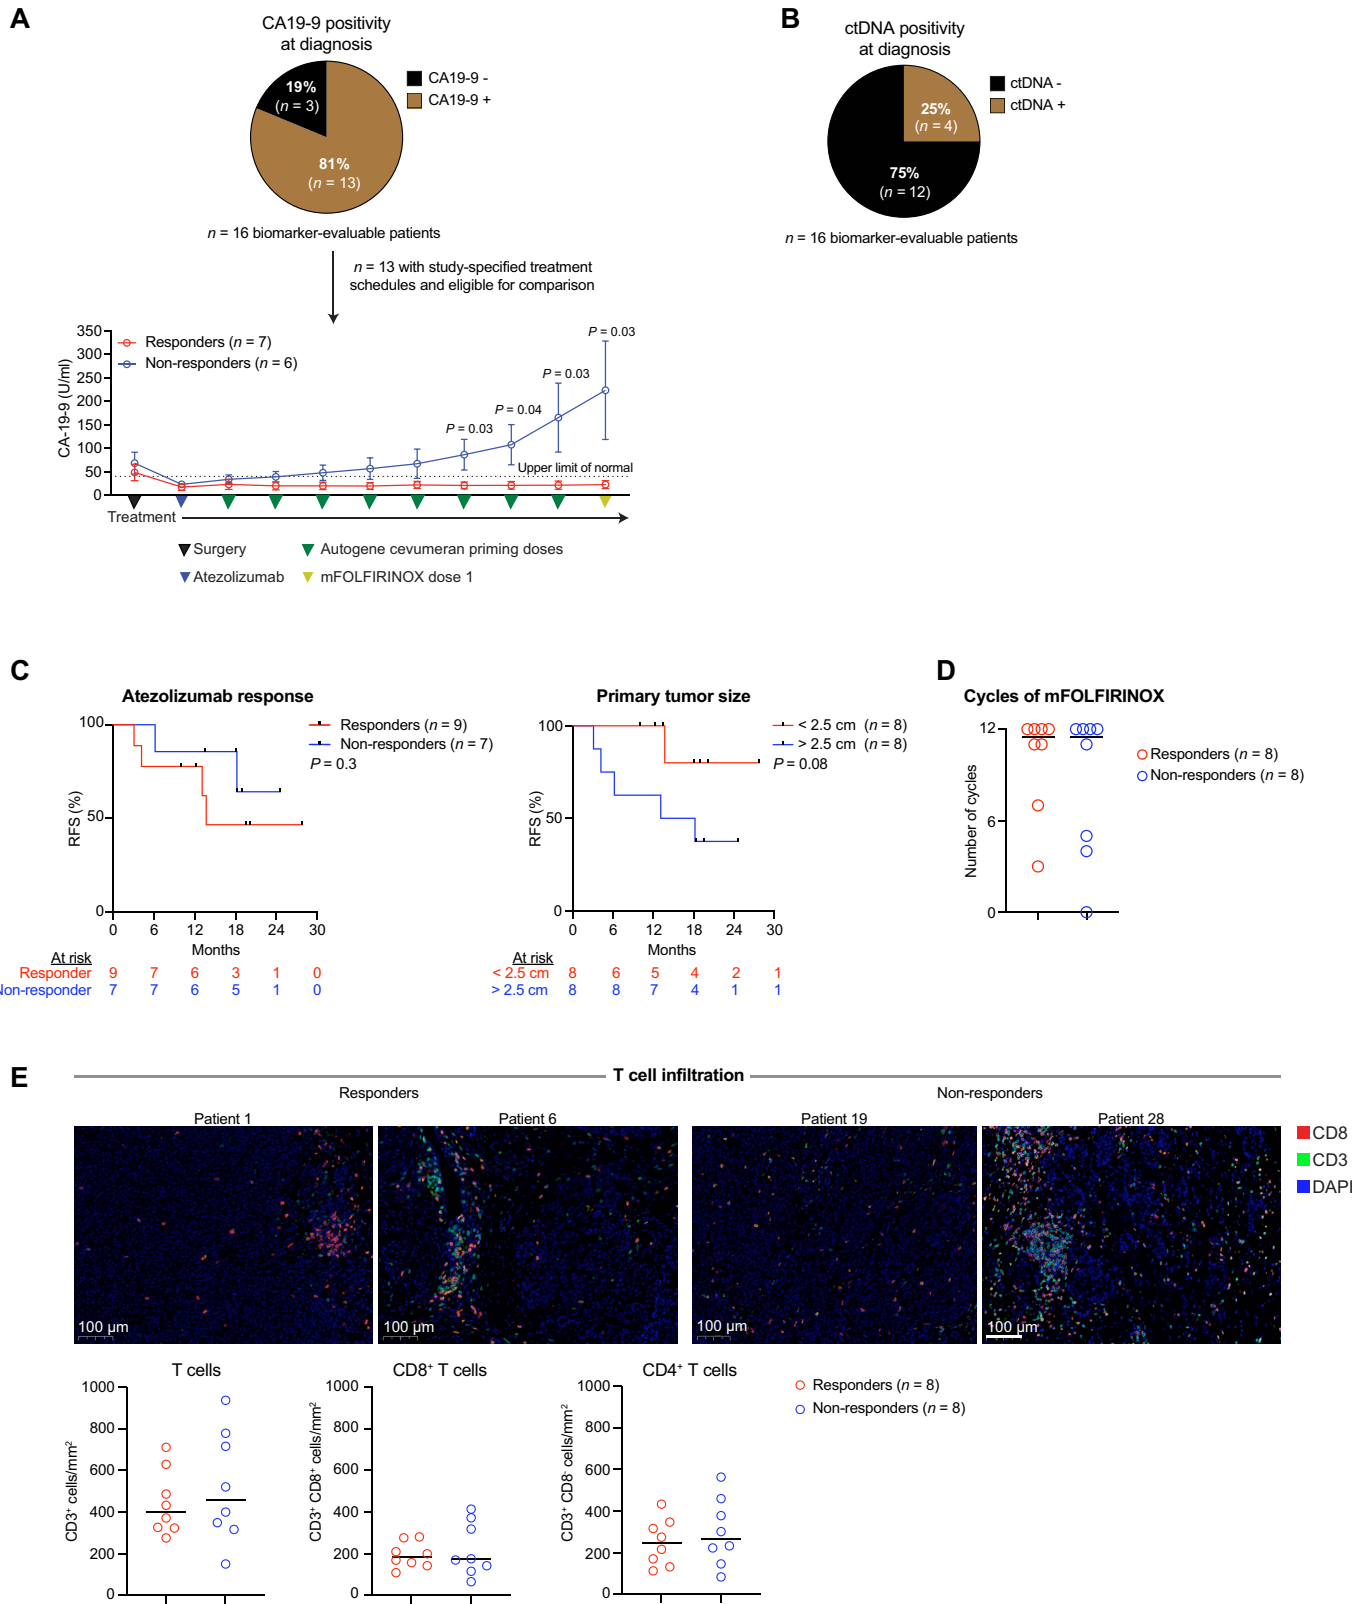 A
CA19-9 positivity
at diagnosis
19%
(n = 3)
81%
(n = 13)
CA19-9 -
CA19-9 +
n = 16 biomarker-evaluable patients
n = 13 with study-specified treatment
schedules and eligible for comparison
CA-19-9 (U/ml)
350
300
250
200
150
100
50
0
Responders (n = 7)
Non-responders (n = 6)
P = 0.03
P = 0.04
P = 0.03
P = 0.03
Upper limit of normal
Treatment
Surgery
Autogene cevumeran priming doses
Atezolizumab
mFOLFIRINOX dose 1
B
ctDNA positivity
at diagnosis
25%
(n = 4)
75%
(n = 12)
ctDNA -
ctDNA +
n = 16 biomarker-evaluable patients
C
Atezolizumab response
RFS (%)
100
50
0
0 6 12 18 24 30
Months
Responders (n = 9)
Non-responders (n = 7)
P = 0.3
At risk
Responder 9 7 6 3 1 0
Non-responder 7 7 6 5 1 0
Primary tumor size
RFS (%)
100
50
0
0 6 12 18 24 30
Months
< 2.5 cm (n = 8)
> 2.5 cm (n = 8)
P = 0.08
At risk
< 2.5 cm 8 6 5 4 2 1
> 2.5 cm 8 8 7 4 1 1
D
Cycles of mFOLFIRINOX
Number of cycles
12
6
0
Responders (n = 8)
Non-responders (n = 8)
E
T cell infiltration
Responders
Non-responders
Patient 1
Patient 6
Patient 19
Patient 28
100 µm
100 µm
100 µm
100 µm
CD8
CD3
DAPI
T cells
CD3+ cells/mm2
1000
800
600
400
200
0
CD8+ T cells
CD3+ CD8+ cells/mm2
1000
800
600
400
200
0
CD4+ T cells
CD3+ CD8- cells/mm2
1000
800
600
400
200
0
Responders (n = 8)
Non-responders (n = 8)